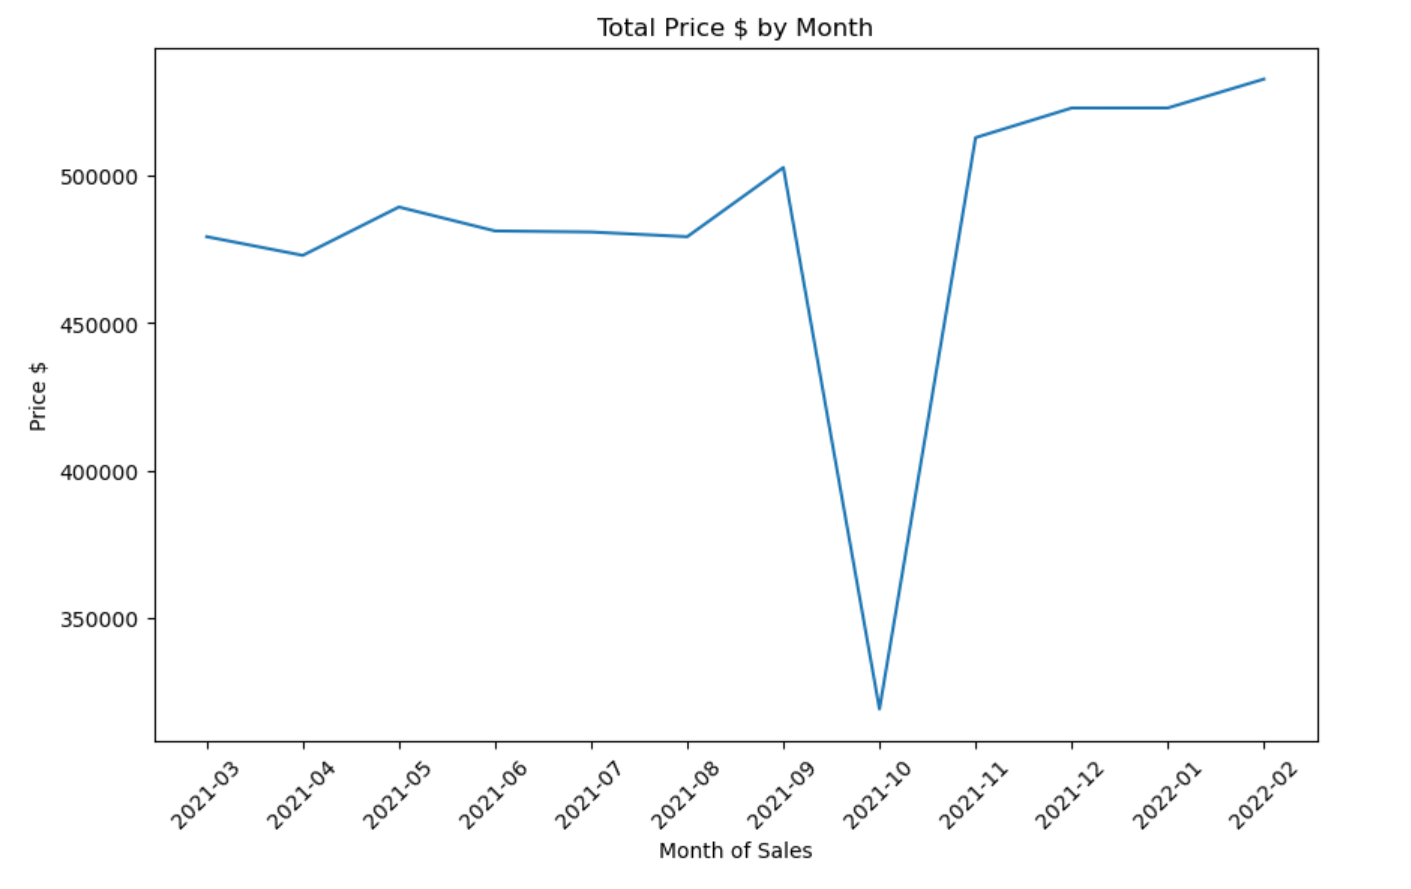 Total Price $ by Month
Price $
500000
450000
400000
350000
2021-03 2021-04 2021-05 2021-06 2021-07 2021-08 2021-09 2021-10 2021-11 2021-12 2022-01 2022-02
Month of Sales